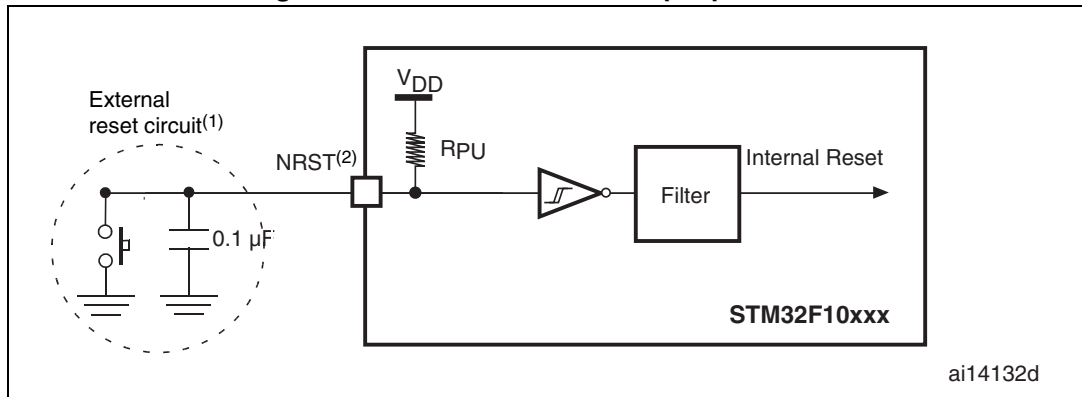 External
reset circuit(1)
NRST(2)
VDD
RPU
0.1 µF
Filter
Internal Reset
STM32F10xxx
ai14132d